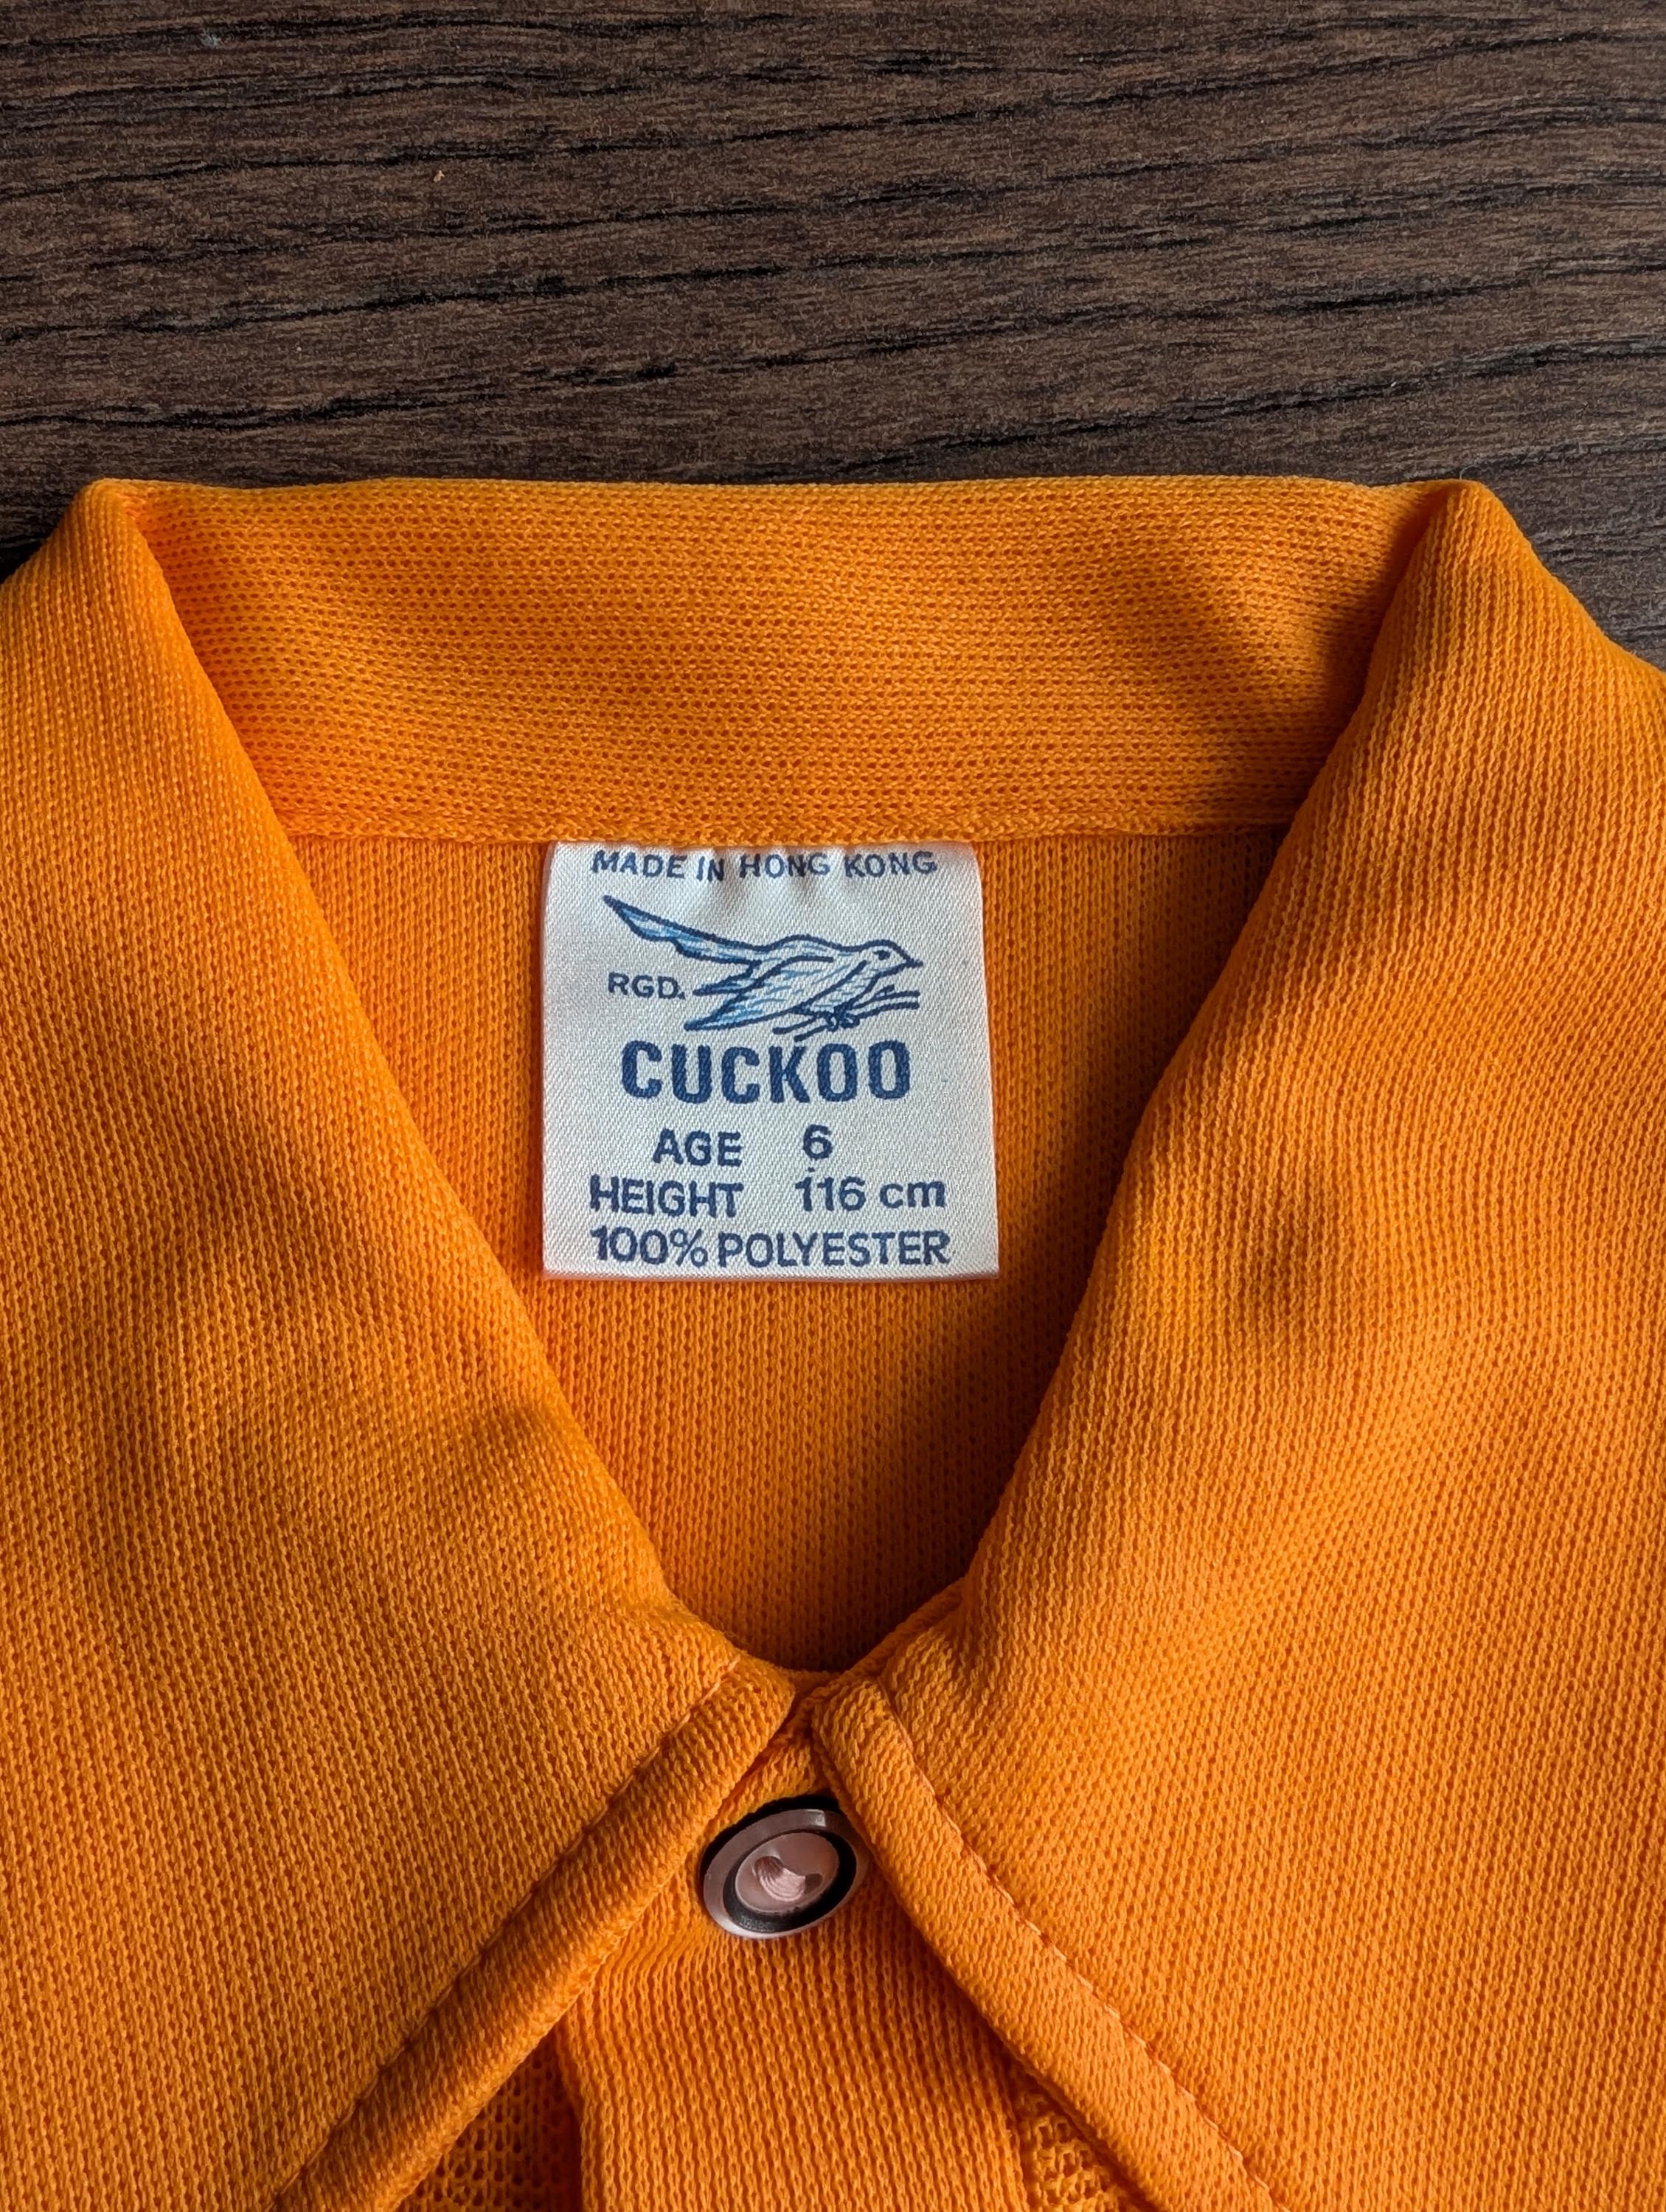 MADE IN HONG KONG
RGD.
CUCKOO
AGE 6
HEIGHT 116 cm
100% POLYESTER